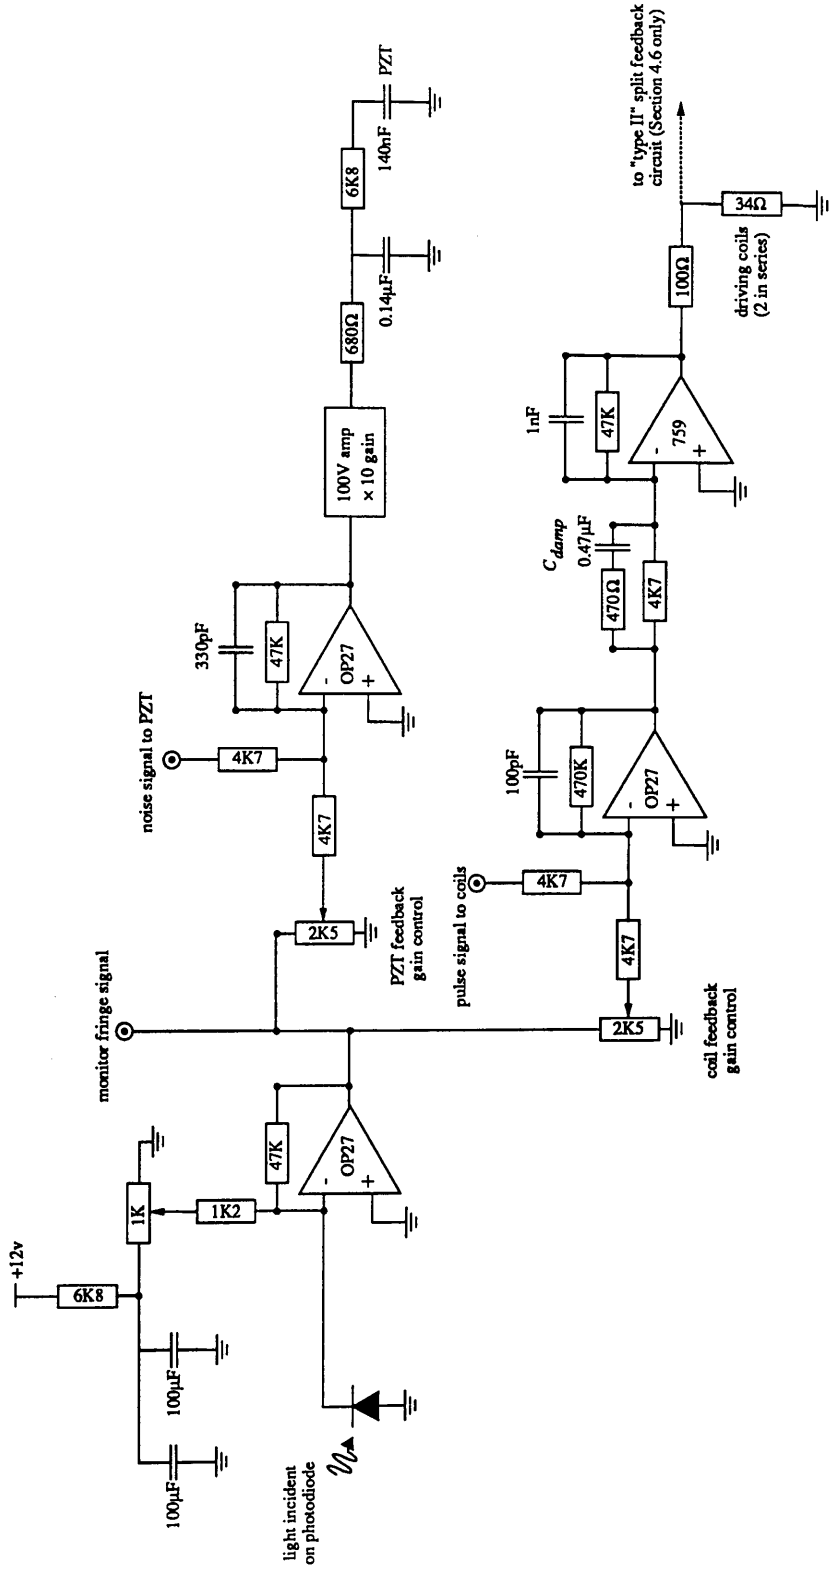 +12v
6K8
100µF
100µF
1K
1K2
47K
-
OP27
+
light incident
on photodiode
monitor fringe signal
2K5
PZT feedback
gain control
noise signal to PZT
4K7
4K7
330pF
47K
-
OP27
+
100V amp
× 10 gain
680Ω
0.14µF
6K8
140nF
PZT
2K5
coil feedback
gain control
pulse signal to coils
4K7
4K7
100pF
470K
-
OP27
+
C damp
0.47µF
470Ω
4K7
1nF
47K
-
759
+
100Ω
34Ω
driving coils
(2 in series)
to "type II" split feedback
circuit (Section 4.6 only)